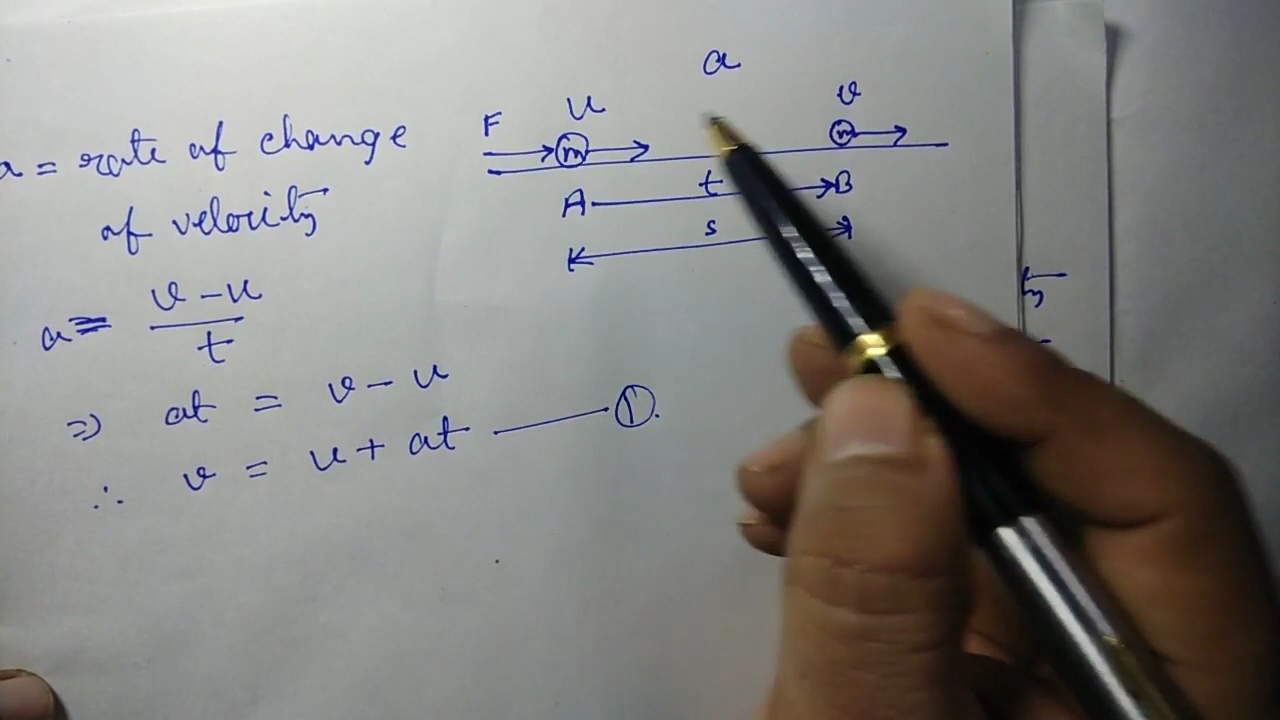 a = rate of change
of velocity
a = v - u / t
⇒ at = v - u
∴ v = u + at —— ①.
a
F u v
m m
A t B
s